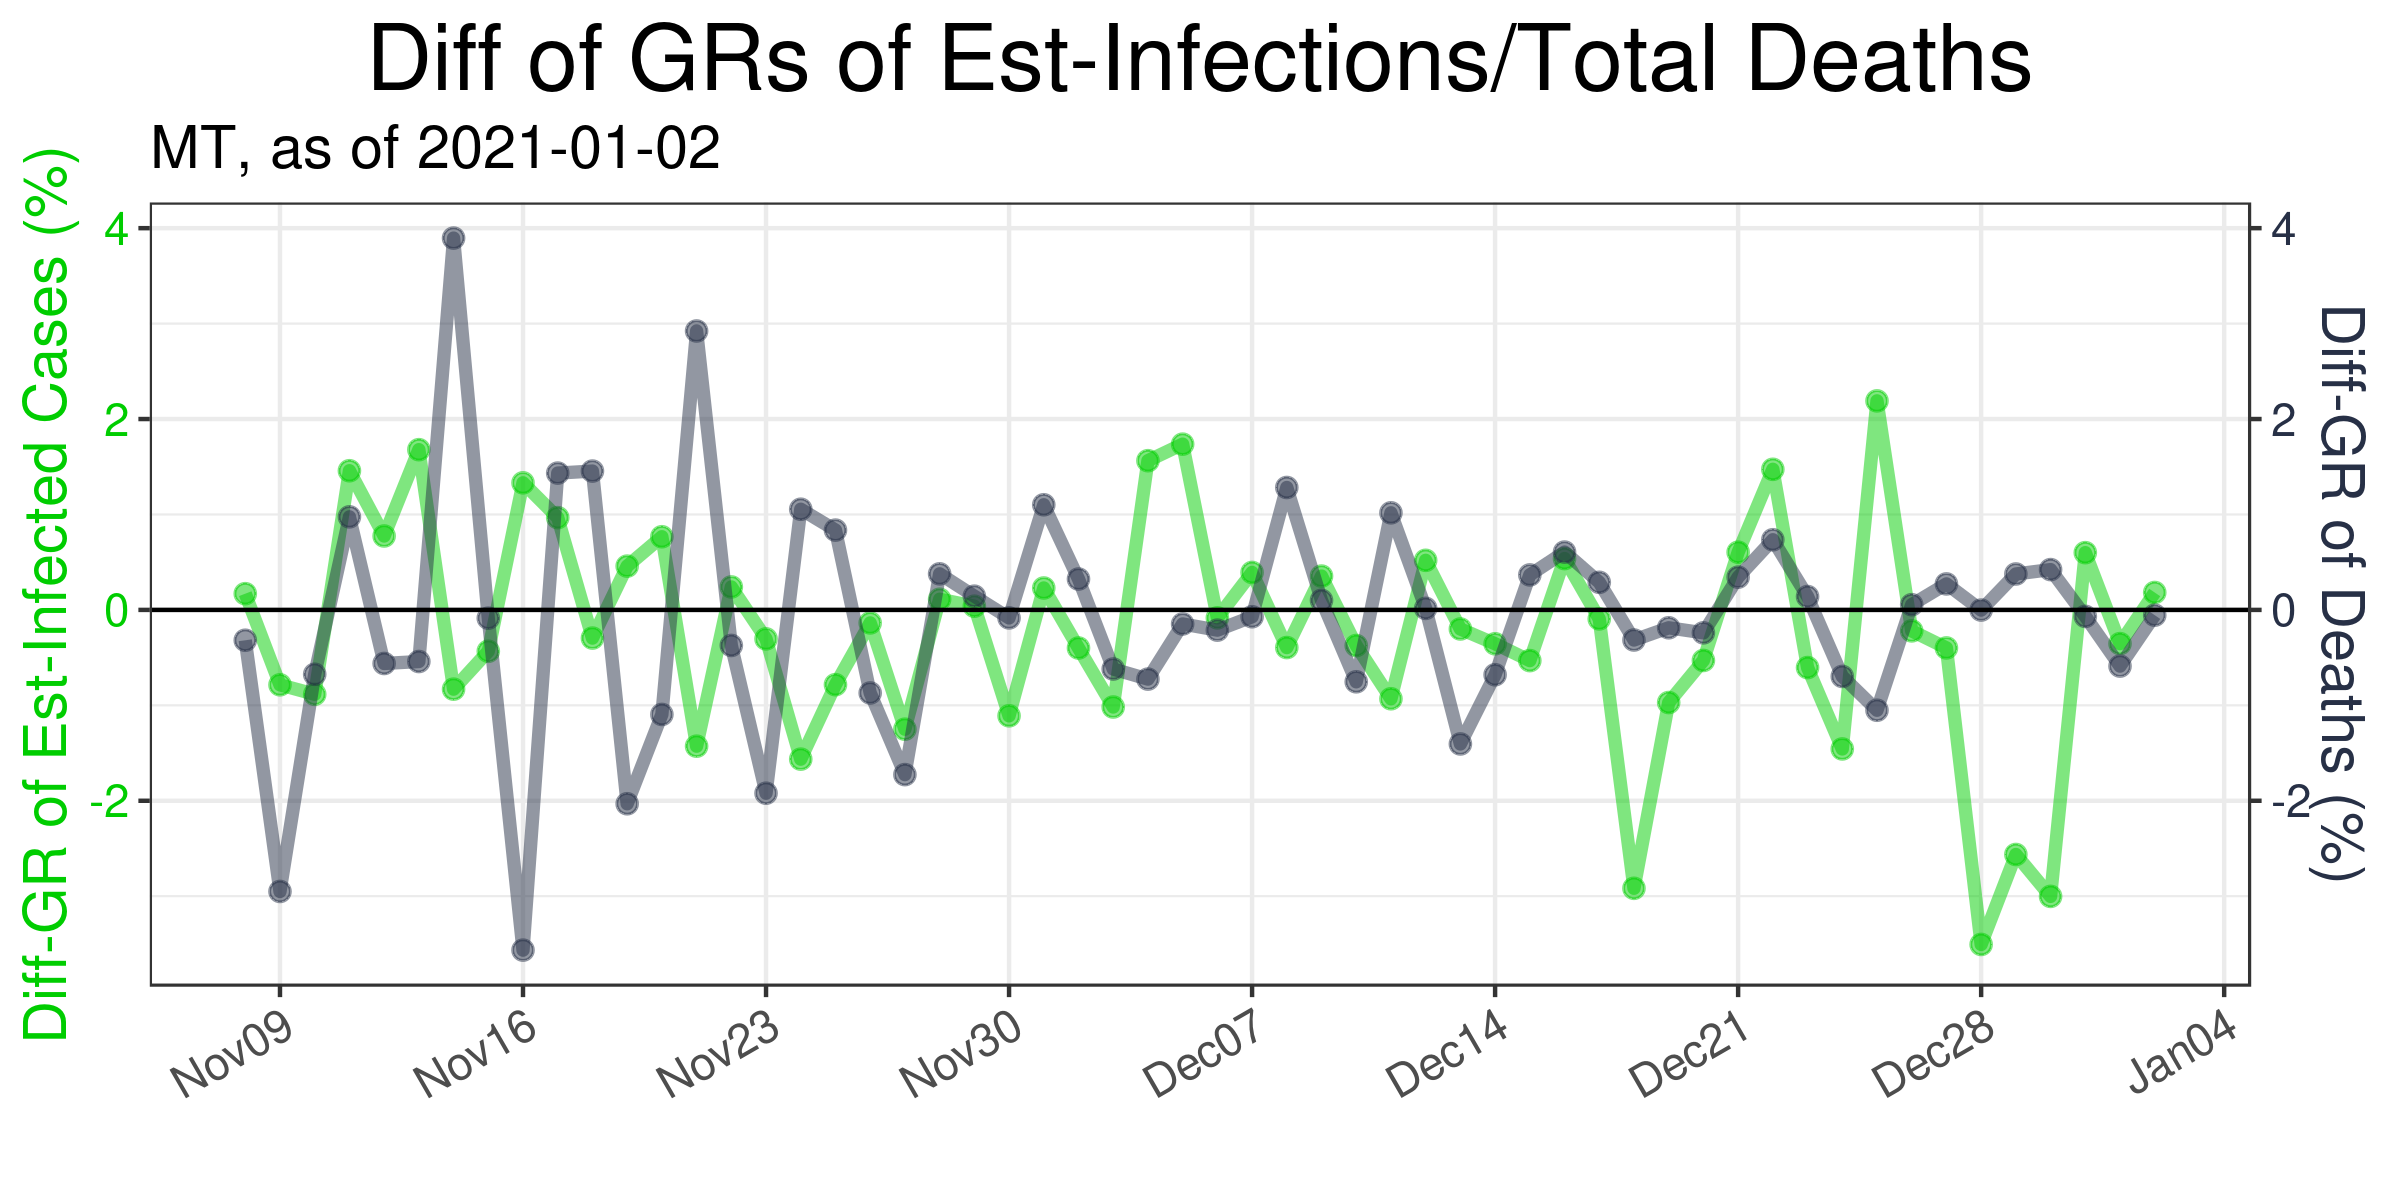 Diff of GRs of Est-Infections/Total Deaths
MT, as of 2021-01-02
Diff-GR of Est-Infected Cases (%)
4
2
0
-2
4
2
0
-2
Diff-GR of Deaths (%)
Nov09
Nov16
Nov23
Nov30
Dec07
Dec14
Dec21
Dec28
Jan04